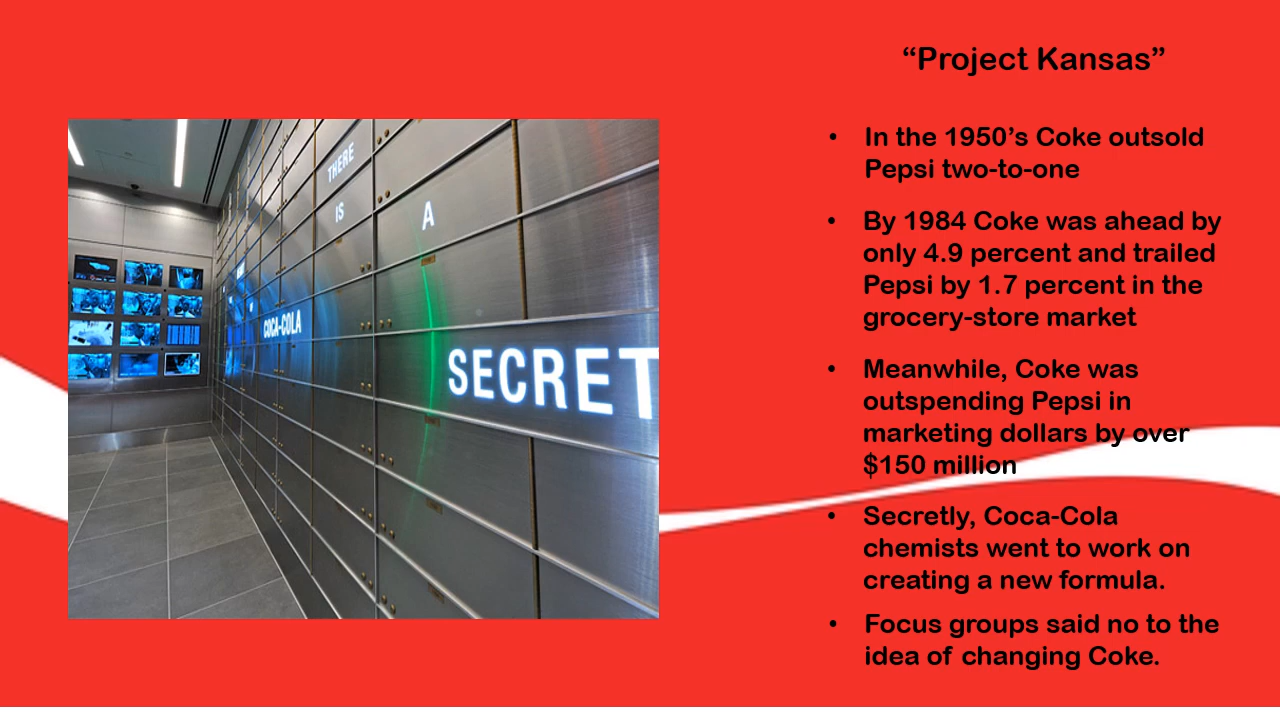 “Project Kansas”
• In the 1950’s Coke outsold
Pepsi two-to-one
• By 1984 Coke was ahead by
only 4.9 percent and trailed
Pepsi by 1.7 percent in the
grocery-store market
• Meanwhile, Coke was
outspending Pepsi in
marketing dollars by over
$150 million
• Secretly, Coca-Cola
chemists went to work on
creating a new formula.
• Focus groups said no to the
idea of changing Coke.
THERE
IS
A
COCA-COLA
SECRET